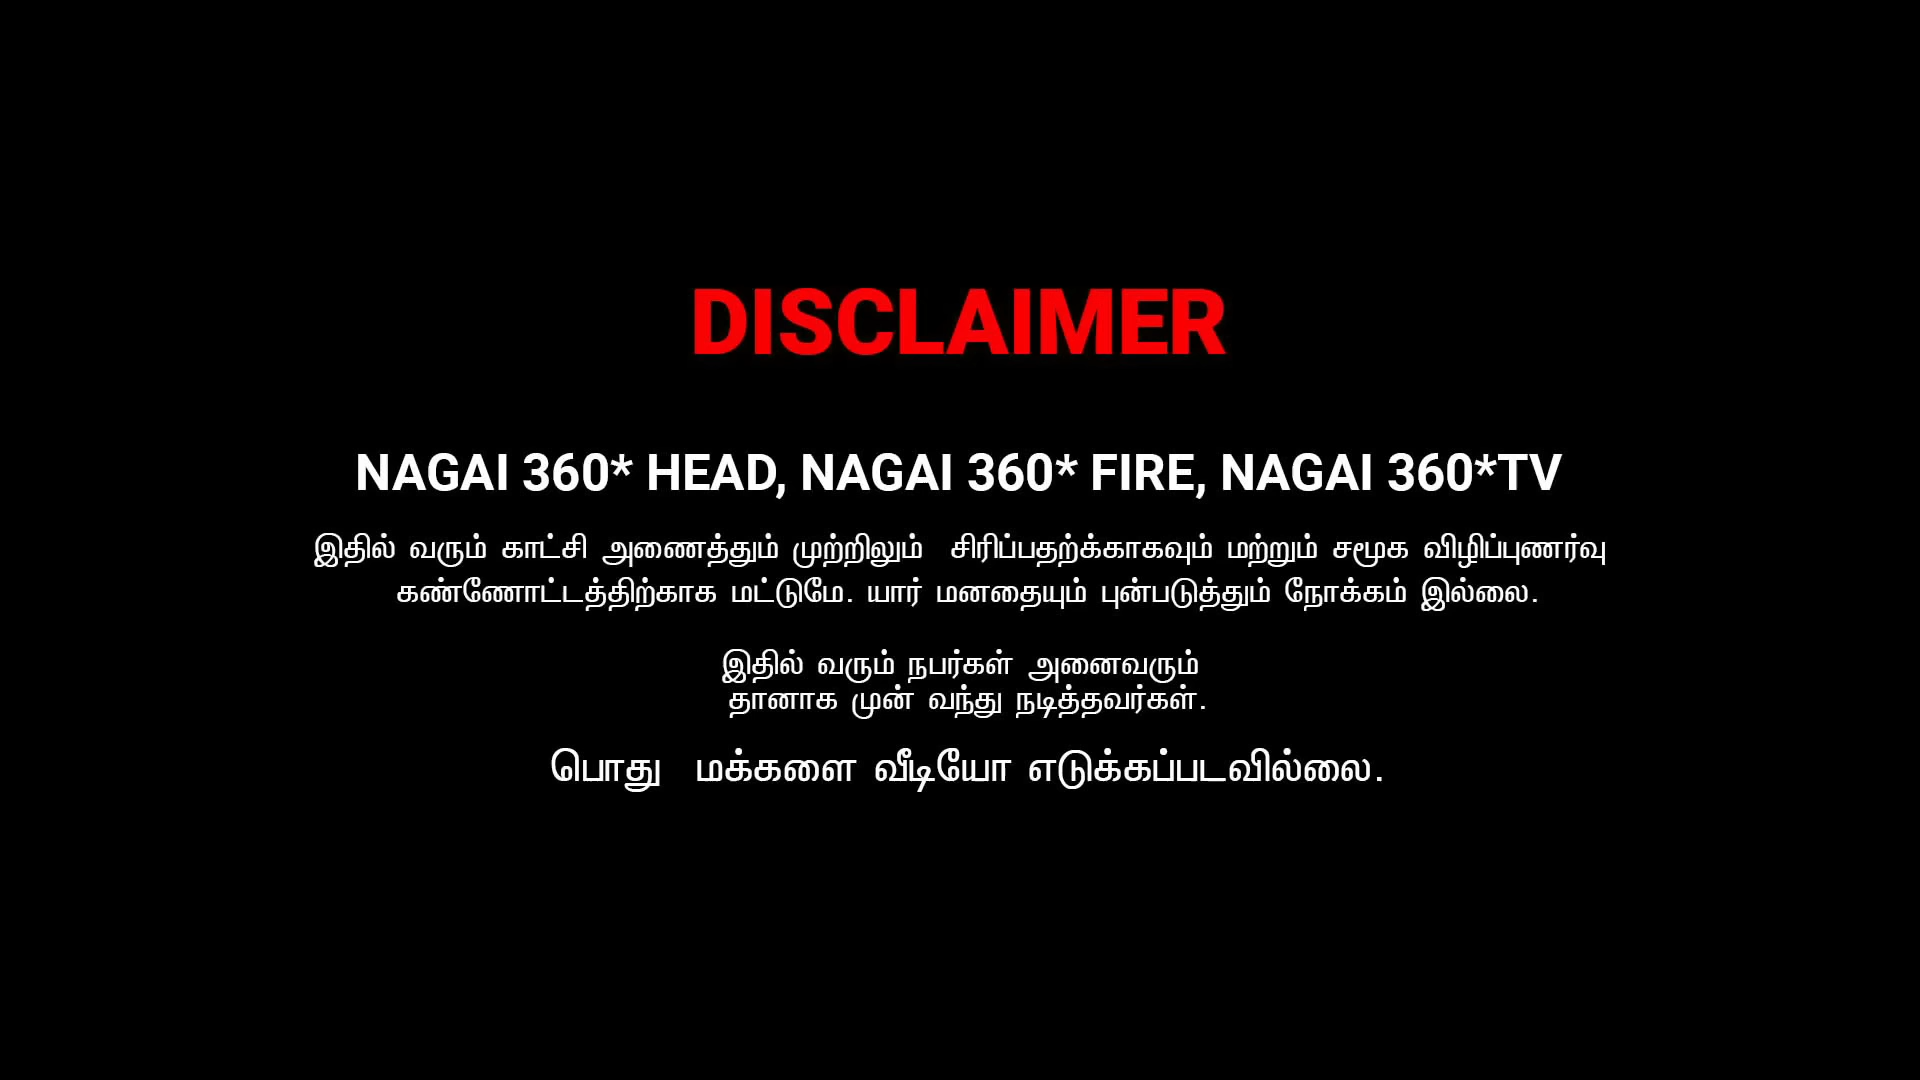 DISCLAIMER
NAGAI 360* HEAD, NAGAI 360* FIRE, NAGAI 360*TV
இதில் வரும் காட்சி அணைத்தும் முற்றிலும் சிரிப்பதற்க்காகவும் மற்றும் சமூக விழிப்புணர்வு
கண்ணோட்டத்திற்காக மட்டுமே. யார் மனதையும் புன்படுத்தும் நோக்கம் இல்லை.
இதில் வரும் நபர்கள் அனைவரும்
தானாக முன் வந்து நடித்தவர்கள்.
பொது மக்களை வீடியோ எடுக்கப்படவில்லை.